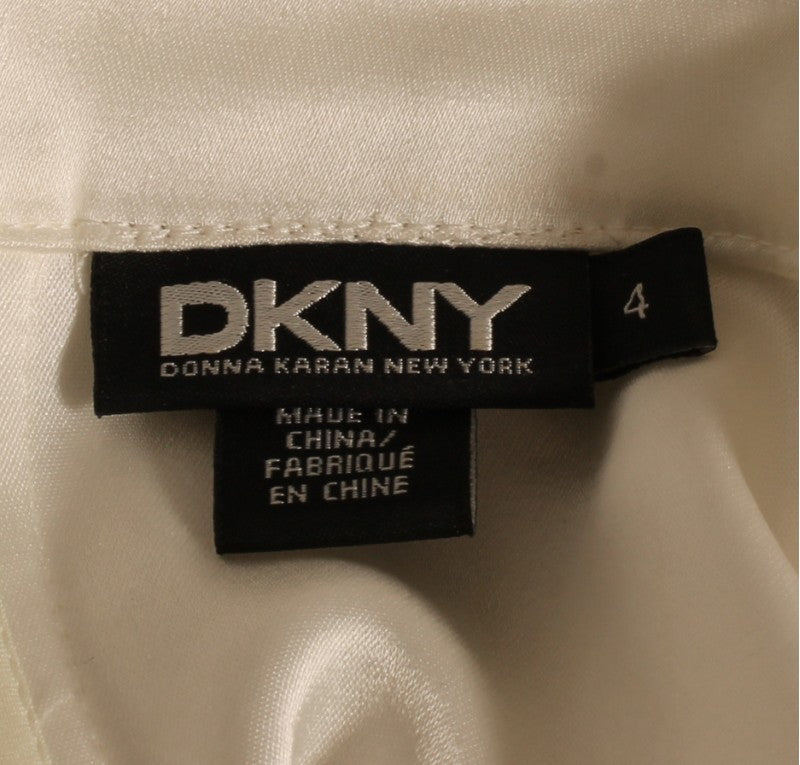 DKNY
DONNA KARAN NEW YORK
4
MADE IN
CHINA/
FABRIQUÉ
EN CHINE